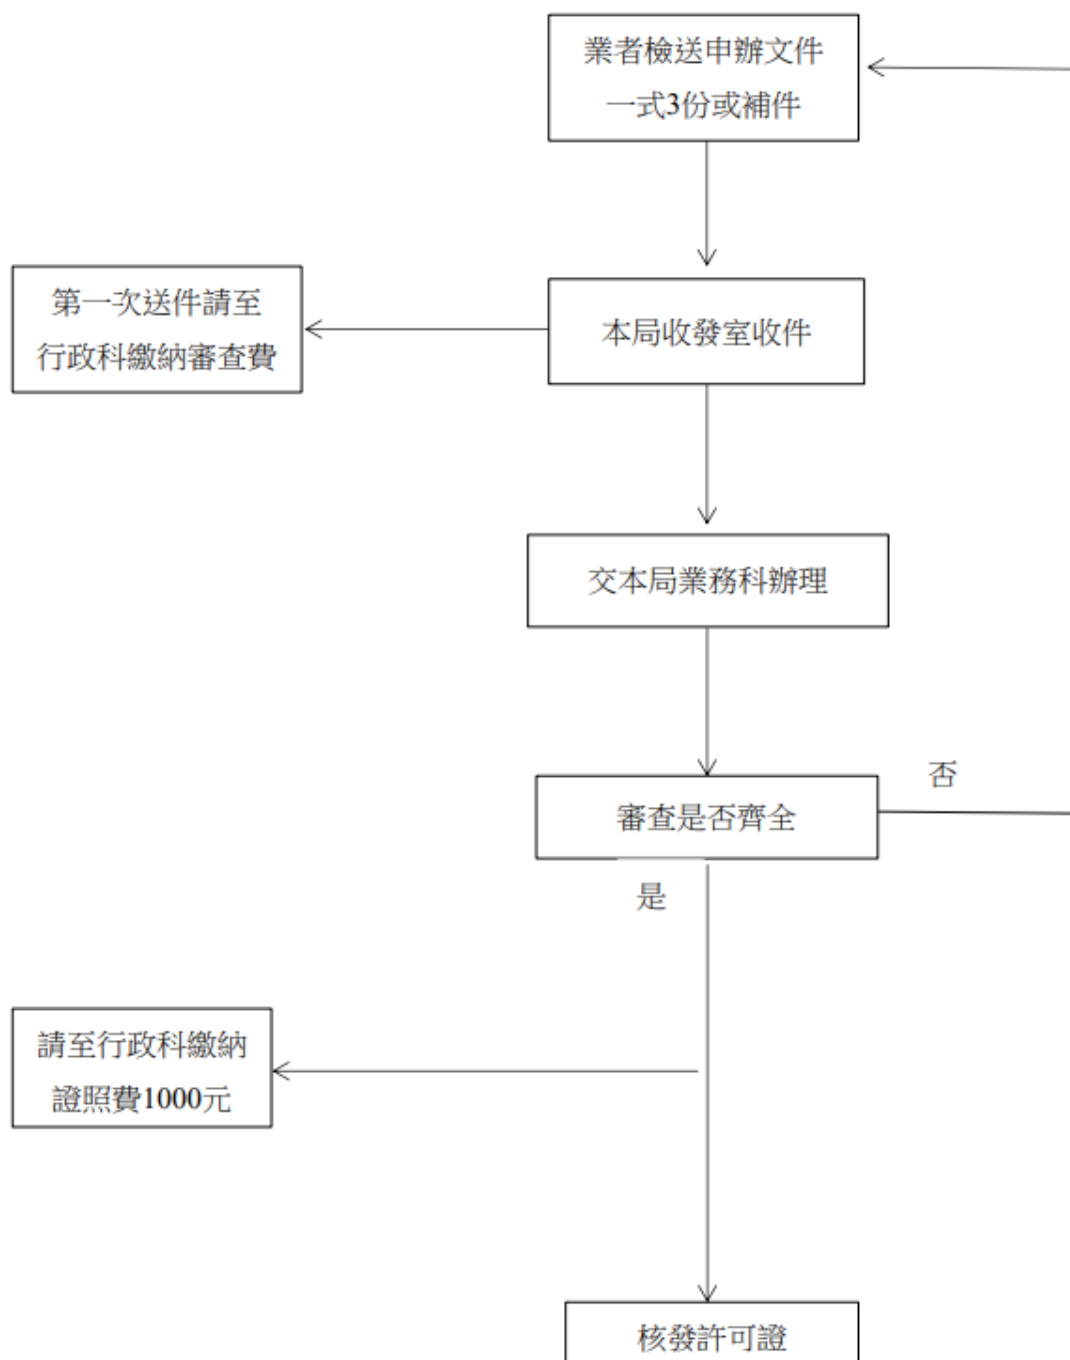 業者檢送申辦文件
一式3份或補件
第一次送件請至
行政科繳納審查費
本局收發室收件
交本局業務科辦理
否
審查是否齊全
是
請至行政科繳納
證照費1000元
核發許可證